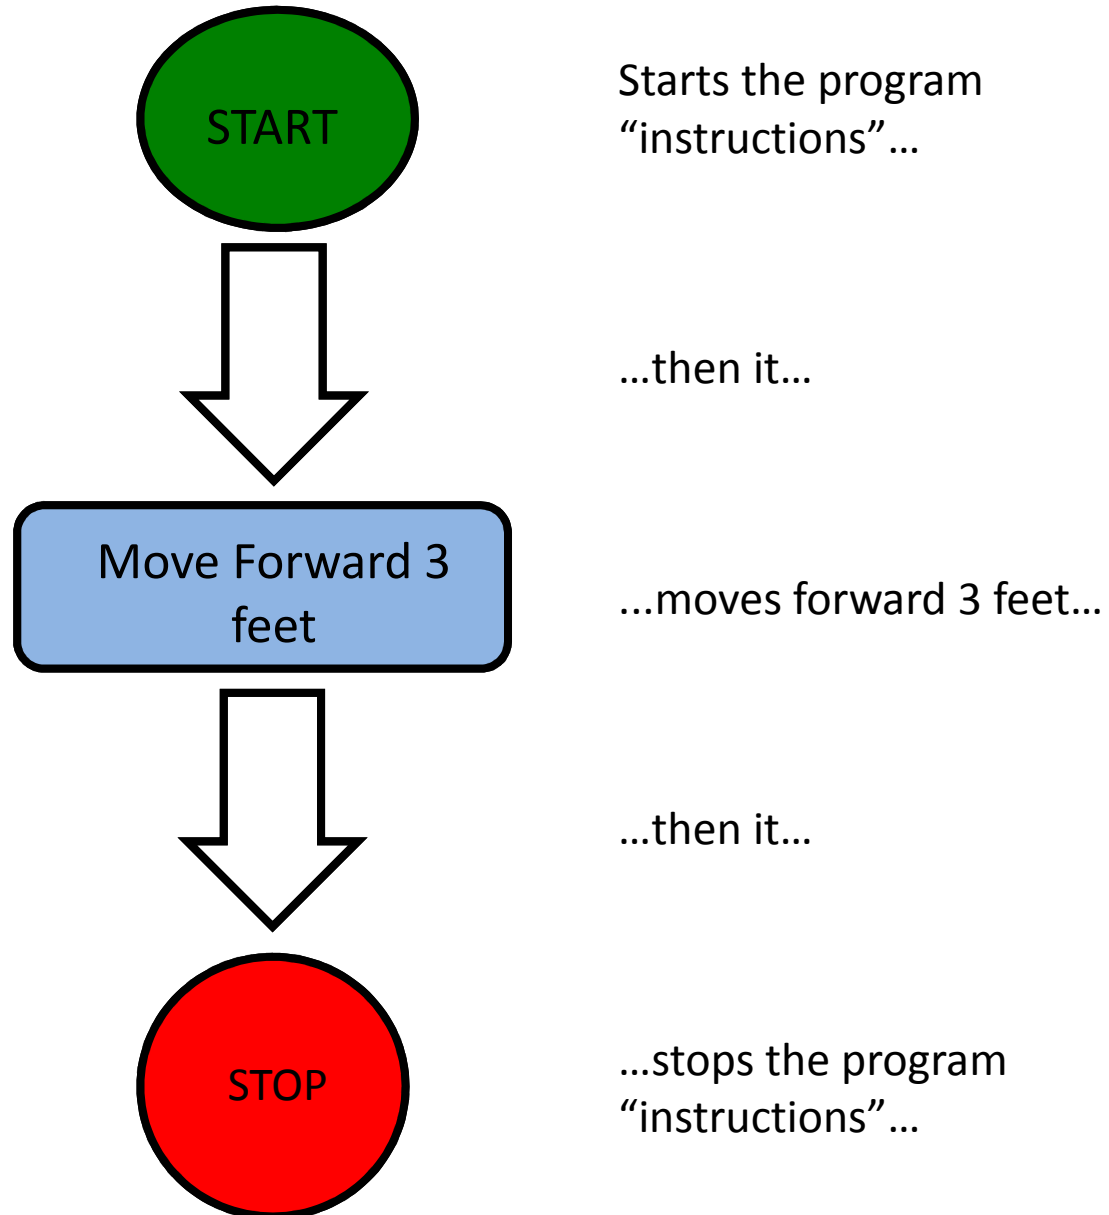 START
Starts the program
“instructions”…
…then it…
Move Forward 3
feet
...moves forward 3 feet…
…then it…
STOP
…stops the program
“instructions”…